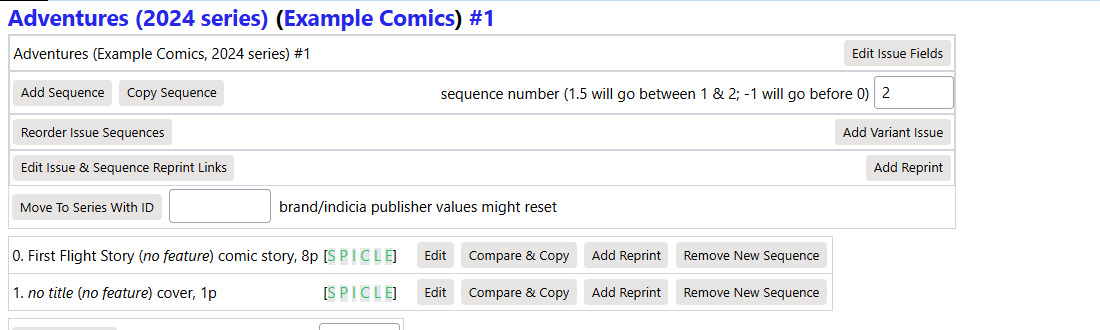 Adventures (2024 series) (Example Comics) #1
Adventures (Example Comics, 2024 series) #1 Edit Issue Fields
Add Sequence Copy Sequence sequence number (1.5 will go between 1 & 2; -1 will go before 0) 2
Reorder Issue Sequences Add Variant Issue
Edit Issue & Sequence Reprint Links Add Reprint
Move To Series With ID brand/indicia publisher values might reset
0. First Flight Story (no feature) comic story, 8p [S P I C L E] Edit Compare & Copy Add Reprint Remove New Sequence
1. no title (no feature) cover, 1p [S P I C L E] Edit Compare & Copy Add Reprint Remove New Sequence